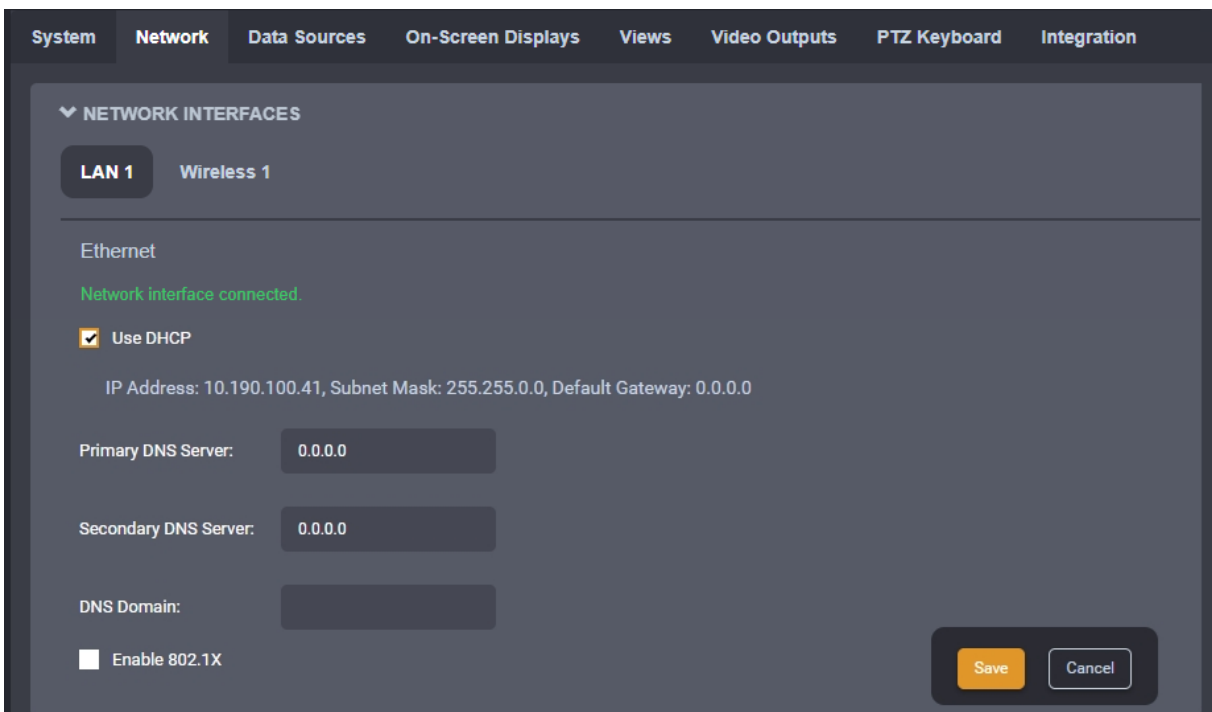 System Network Data Sources On-Screen Displays Views Video Outputs PTZ Keyboard Integration
NETWORK INTERFACES
LAN 1 Wireless 1
Ethernet
Network interface connected.
Use DHCP
IP Address: 10.190.100.41, Subnet Mask: 255.255.0.0, Default Gateway: 0.0.0.0
Primary DNS Server: 0.0.0.0
Secondary DNS Server: 0.0.0.0
DNS Domain:
Enable 802.1X
Save Cancel